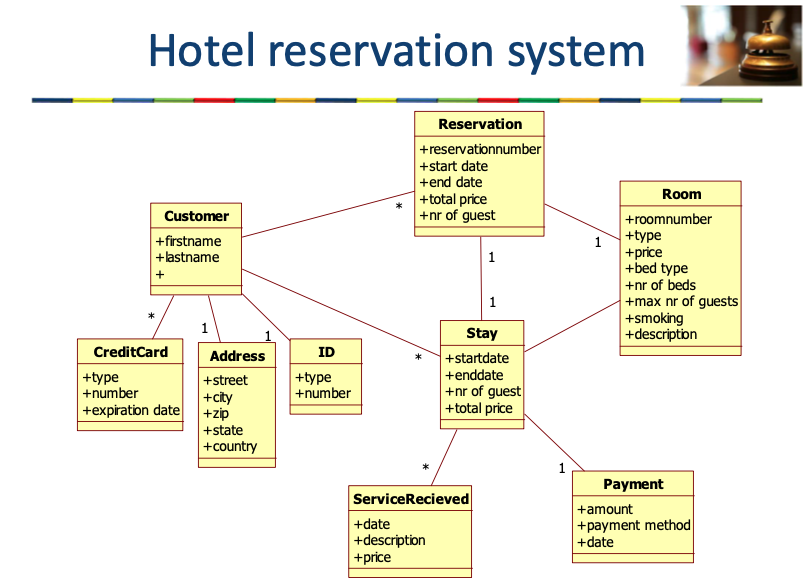 Hotel reservation system
Reservation
+reservationnumber
+start date
+end date
+total price
+nr of guest
Room
+roomnumber
+type
+price
+bed type
+nr of beds
+max nr of guests
+smoking
+description
Customer
+firstname
+lastname
+
*
1
1
1
*
1
1
*
CreditCard
+type
+number
+expiration date
Address
+street
+city
+zip
+state
+country
ID
+type
+number
Stay
+startdate
+enddate
+nr of guest
+total price
*
1
ServiceRecieved
+date
+description
+price
Payment
+amount
+payment method
+date